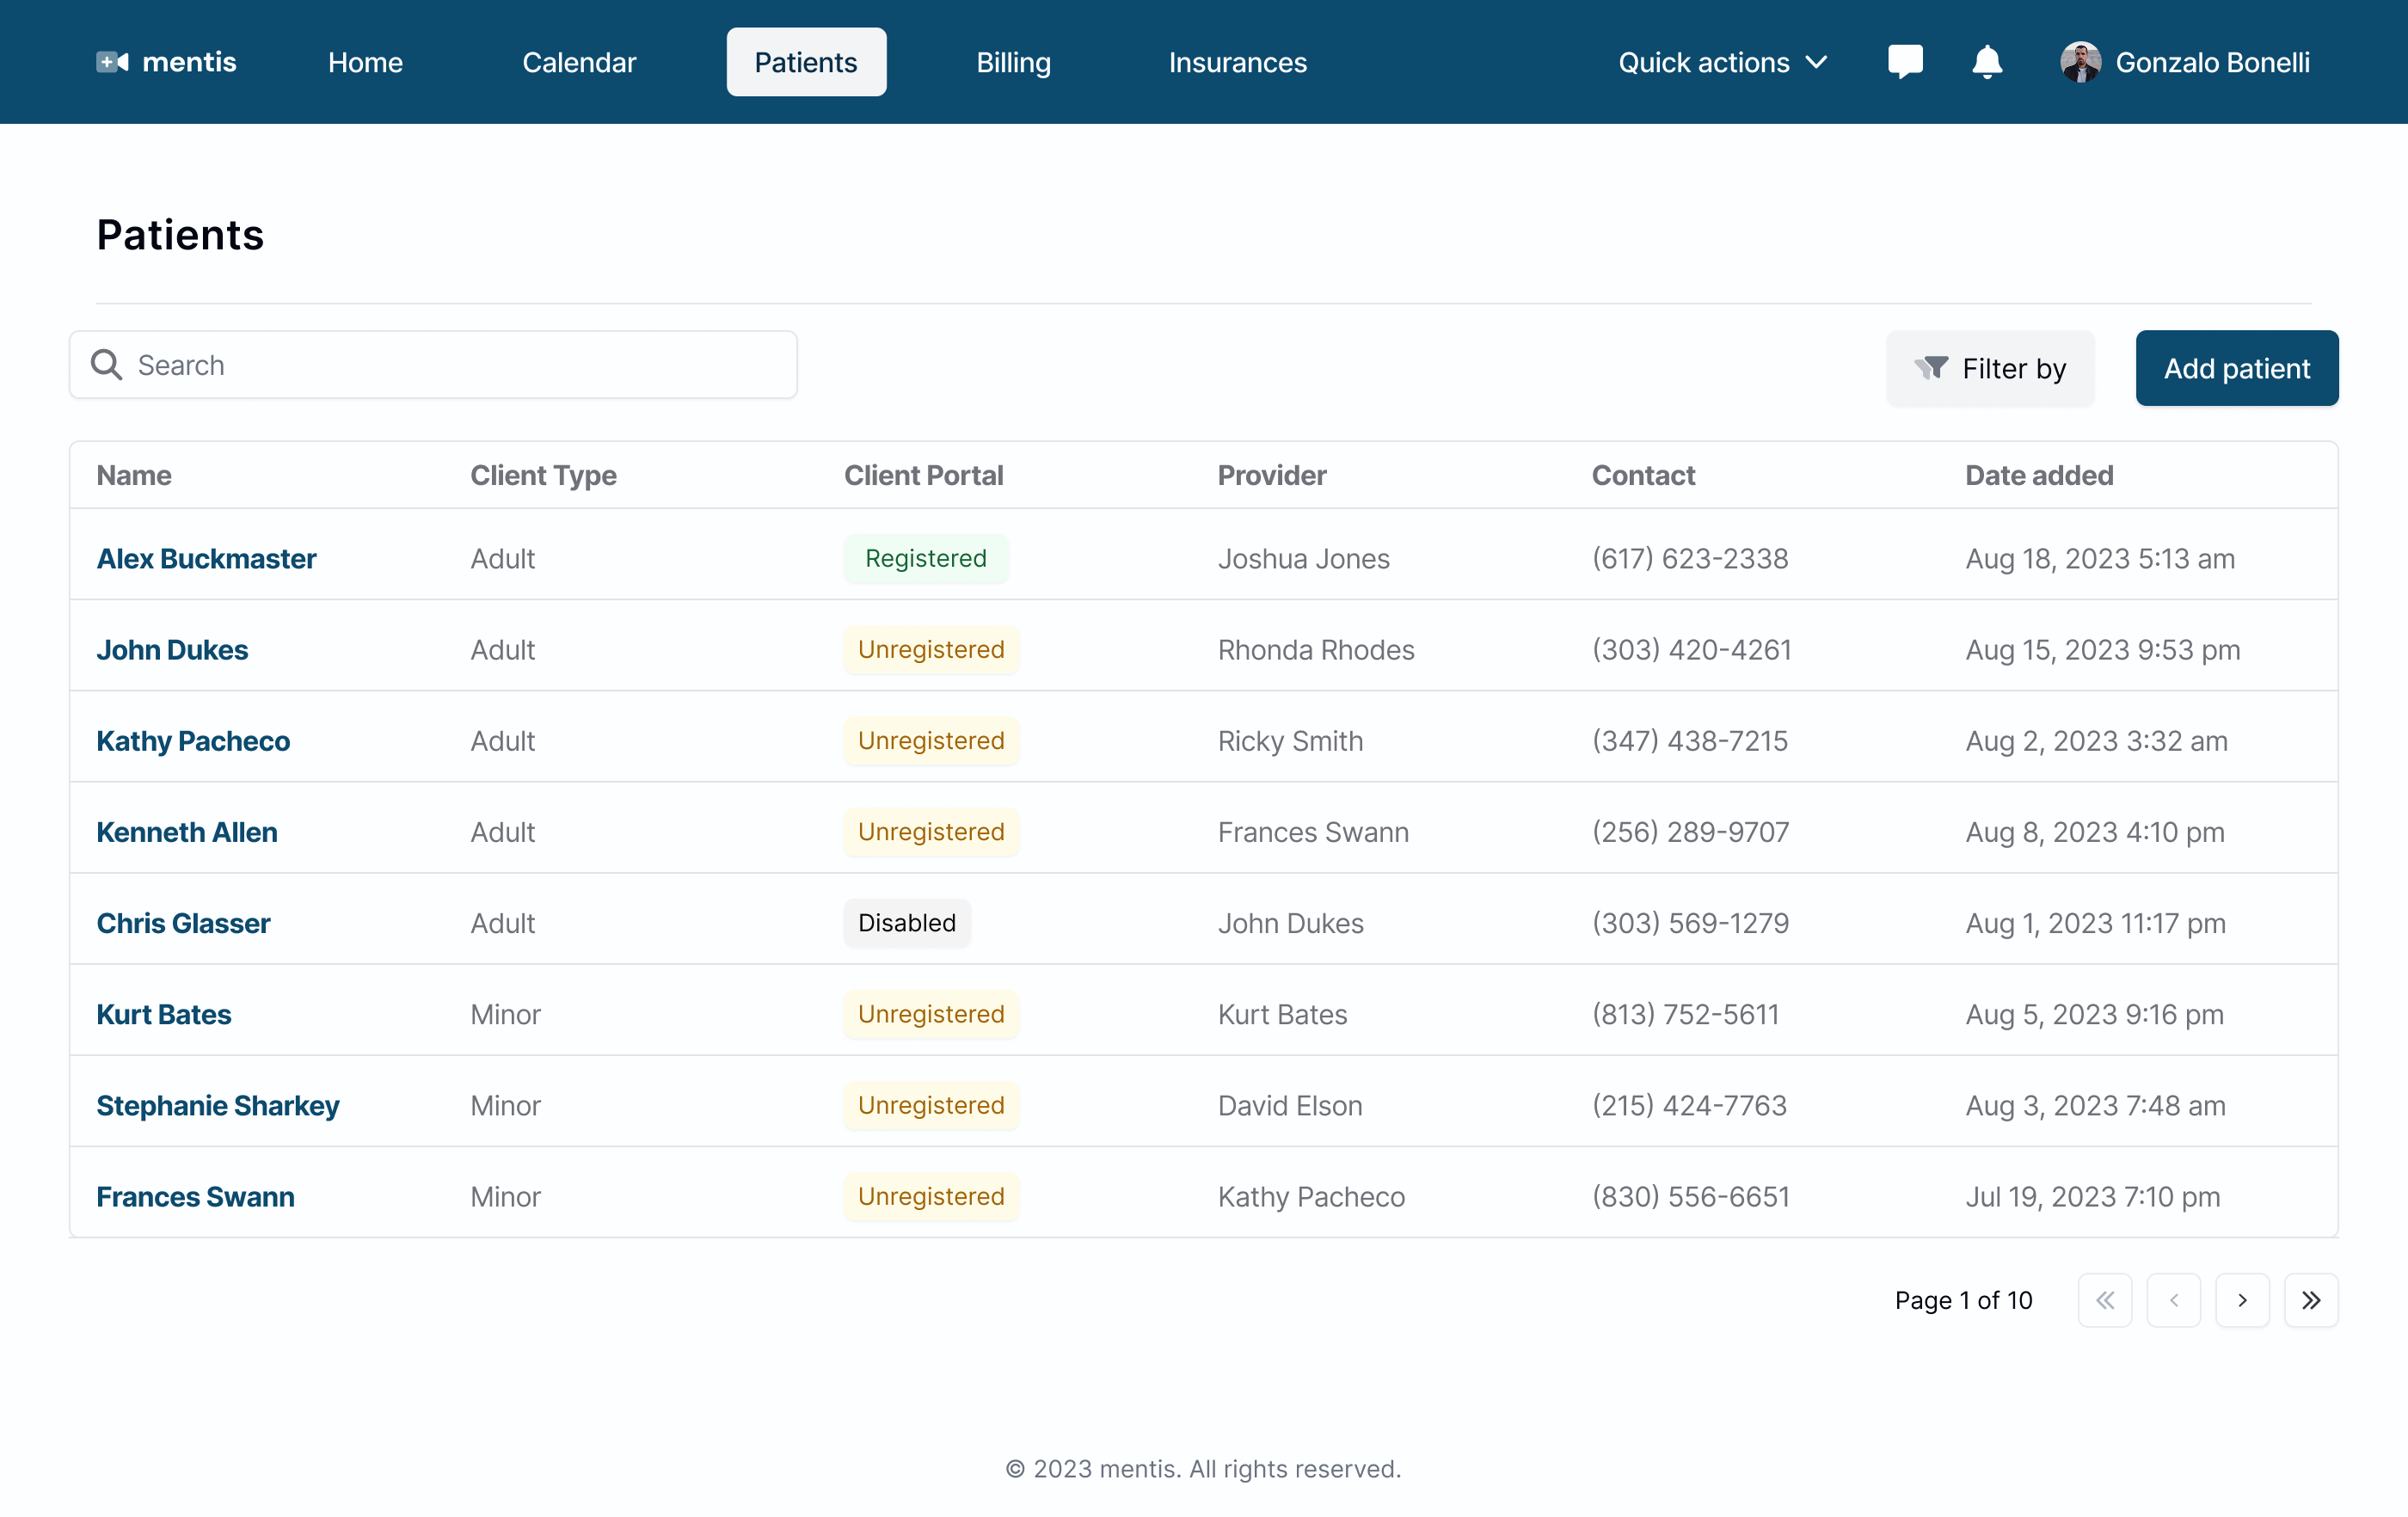 mentis Home Calendar Patients Billing Insurances Quick actions Gonzalo Bonelli
Patients
Search Filter by Add patient
Name Client Type Client Portal Provider Contact Date added
Alex Buckmaster Adult Registered Joshua Jones (617) 623-2338 Aug 18, 2023 5:13 am
John Dukes Adult Unregistered Rhonda Rhodes (303) 420-4261 Aug 15, 2023 9:53 pm
Kathy Pacheco Adult Unregistered Ricky Smith (347) 438-7215 Aug 2, 2023 3:32 am
Kenneth Allen Adult Unregistered Frances Swann (256) 289-9707 Aug 8, 2023 4:10 pm
Chris Glasser Adult Disabled John Dukes (303) 569-1279 Aug 1, 2023 11:17 pm
Kurt Bates Minor Unregistered Kurt Bates (813) 752-5611 Aug 5, 2023 9:16 pm
Stephanie Sharkey Minor Unregistered David Elson (215) 424-7763 Aug 3, 2023 7:48 am
Frances Swann Minor Unregistered Kathy Pacheco (830) 556-6651 Jul 19, 2023 7:10 pm
Page 1 of 10
© 2023 mentis. All rights reserved.